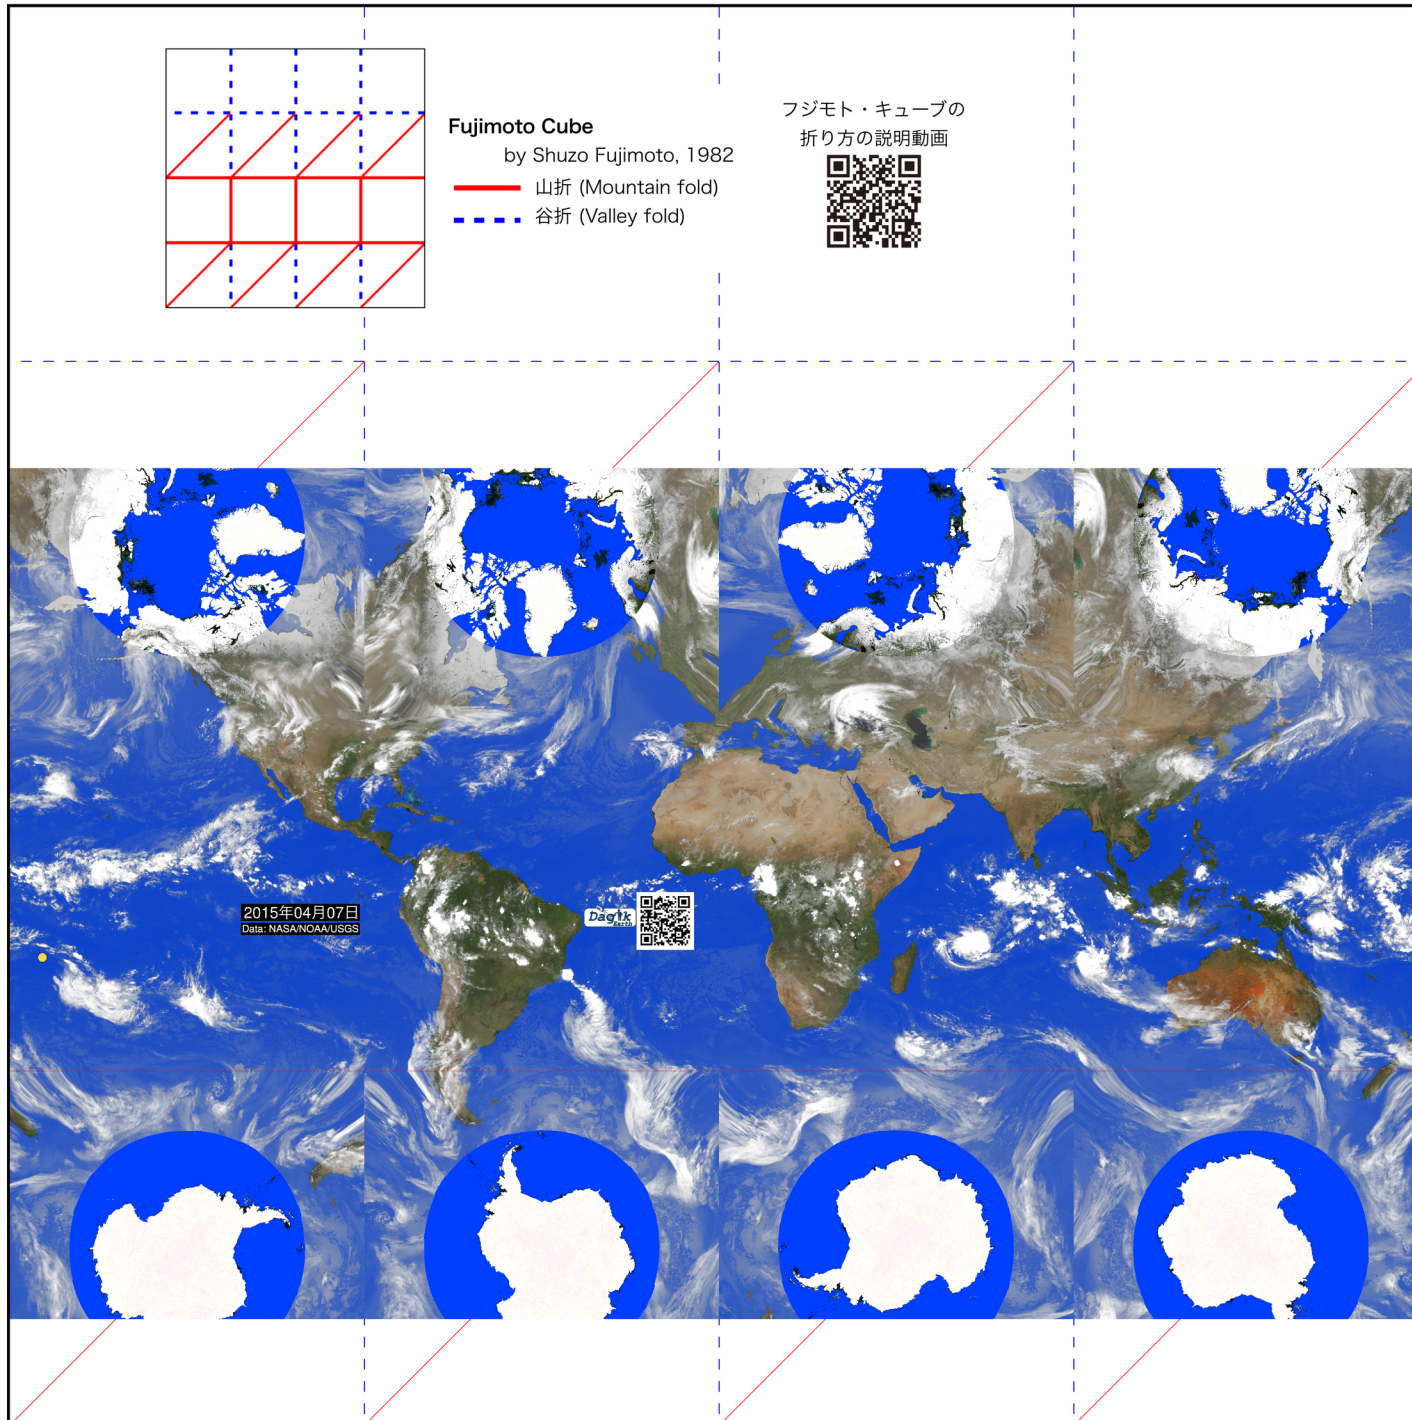 Fujimoto Cube
by Shuzo Fujimoto, 1982
山折 (Mountain fold)
谷折 (Valley fold)
フジモト・キューブの
折り方の説明動画
2015年04月07日
Data: NASA/NOAA/USGS
Dagik
Earth